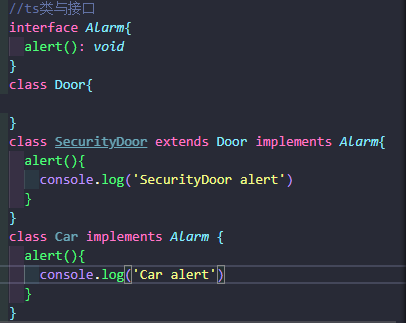 //ts类与接口
interface Alarm{
  alert(): void
}
class Door{

}
class SecurityDoor extends Door implements Alarm{
  alert(){
    console.log('SecurityDoor alert')
  }
}
class Car implements Alarm {
  alert(){
    console.log('Car alert')
  }
}